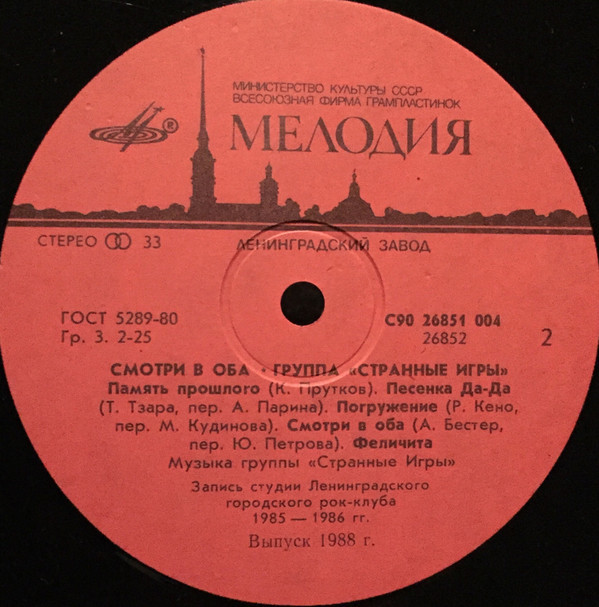 МИНИСТЕРСТВО КУЛЬТУРЫ СССР
ВСЕСОЮЗНАЯ ФИРМА ГРАМПЛАСТИНОК
МЕЛОДИЯ
®
СТЕРЕО 33
ЛЕНИНГРАДСКИЙ ЗАВОД
ГОСТ 5289-80
Гр. 3. 2-25
С90 26851 004
26852
2
СМОТРИ В ОБА · ГРУППА «СТРАННЫЕ ИГРЫ»
Память прошлого (К. Прутков). Песенка Да-Да
(Т. Тзара, пер. А. Парина). Погружение (Р. Кено,
пер. М. Кудинова). Смотри в оба (А. Бестер,
пер. Ю. Петрова). Феличита
Музыка группы «Странные Игры»
Запись студии Ленинградского
городского рок-клуба
1985 — 1986 гг.
Выпуск 1988 г.